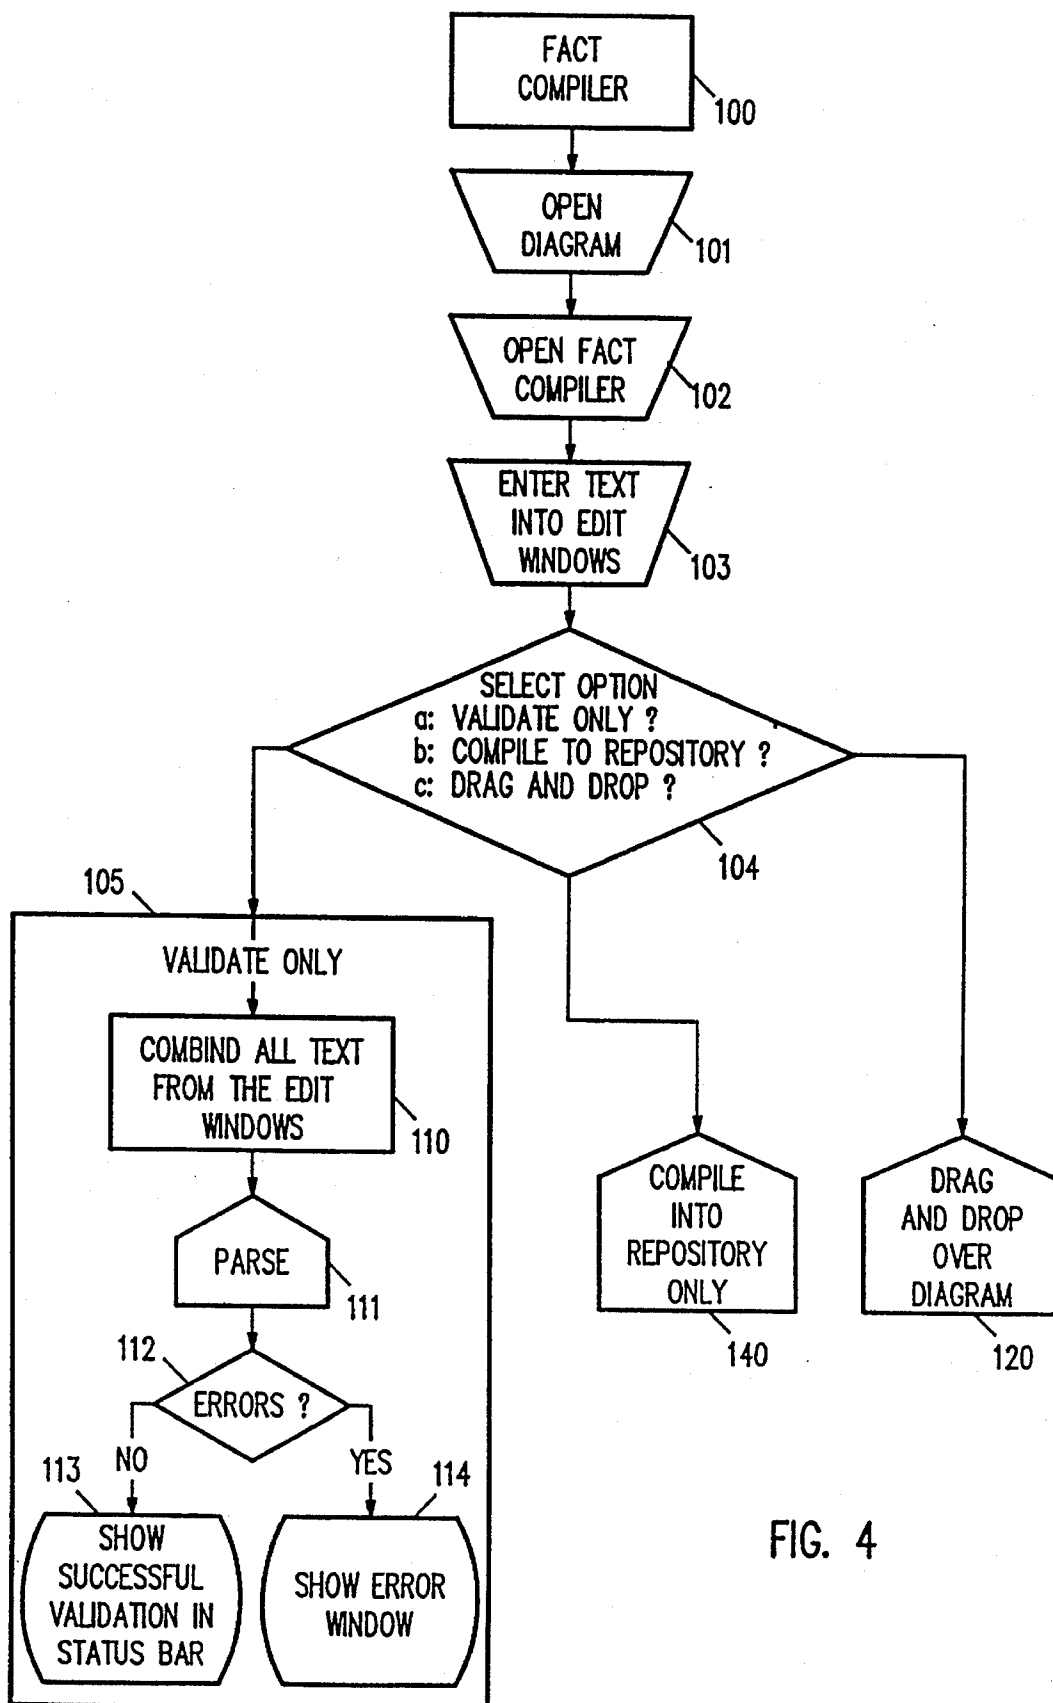 FACT
COMPILER
100
OPEN
DIAGRAM
101
OPEN FACT
COMPILER
102
ENTER TEXT
INTO EDIT
WINDOWS
103
SELECT OPTION
a: VALIDATE ONLY ?
b: COMPILE TO REPOSITORY ?
c: DRAG AND DROP ?
104
105
VALIDATE ONLY
COMBIND ALL TEXT
FROM THE EDIT
WINDOWS
110
PARSE
111
112
ERRORS ?
NO
YES
113
SHOW
SUCCESSFUL
VALIDATION IN
STATUS BAR
114
SHOW ERROR
WINDOW
COMPILE
INTO
REPOSITORY
ONLY
140
DRAG
AND DROP
OVER
DIAGRAM
120
FIG. 4